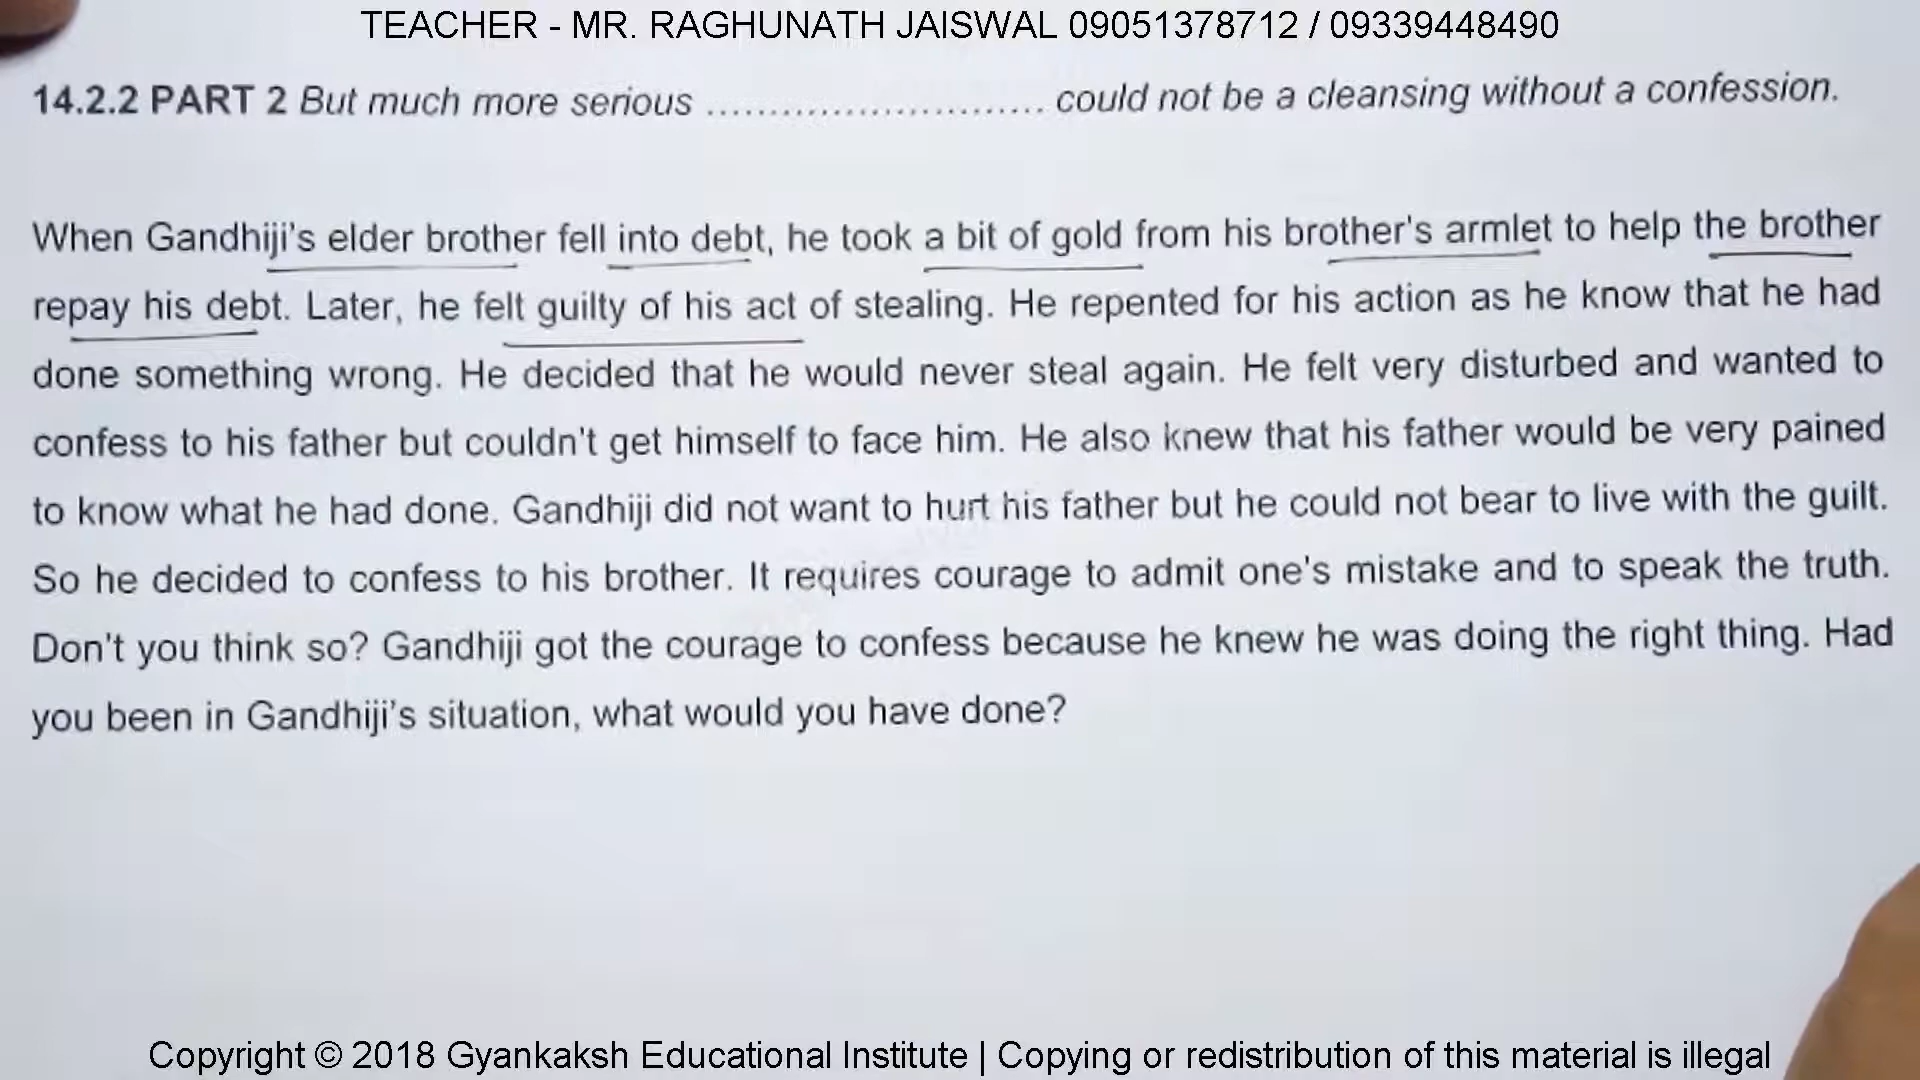 TEACHER - MR. RAGHUNATH JAISWAL 09051378712 / 09339448490
14.2.2 PART 2 But much more serious ................................ could not be a cleansing without a confession.
When Gandhiji's elder brother fell into debt, he took a bit of gold from his brother's armlet to help the brother
repay his debt. Later, he felt guilty of his act of stealing. He repented for his action as he know that he had
done something wrong. He decided that he would never steal again. He felt very disturbed and wanted to
confess to his father but couldn't get himself to face him. He also knew that his father would be very pained
to know what he had done. Gandhiji did not want to hurt his father but he could not bear to live with the guilt.
So he decided to confess to his brother. It requires courage to admit one's mistake and to speak the truth.
Don't you think so? Gandhiji got the courage to confess because he knew he was doing the right thing. Had
you been in Gandhiji's situation, what would you have done?
Copyright © 2018 Gyankaksh Educational Institute | Copying or redistribution of this material is illegal